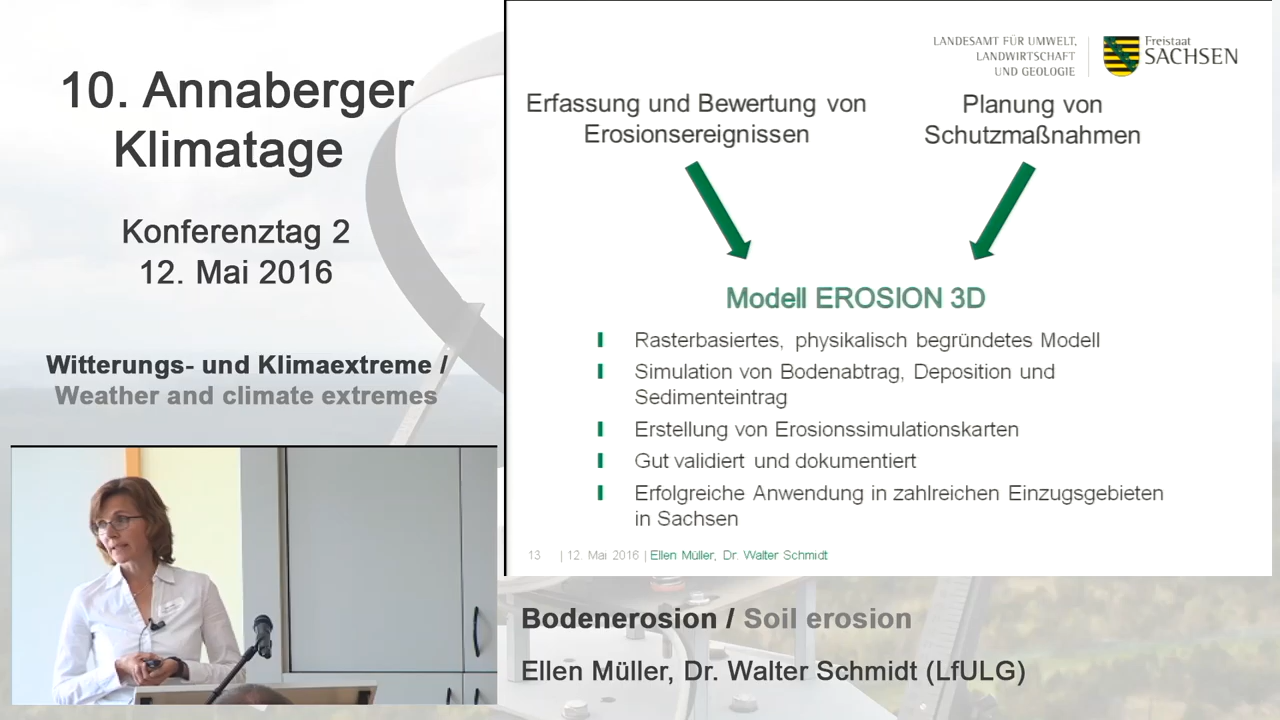 10. Annaberger
Klimatage
Konferenztag 2
12. Mai 2016
Witterungs- und Klimaextreme /
Weather and climate extremes
LANDESAMT FÜR UMWELT,
LANDWIRTSCHAFT
UND GEOLOGIE
Freistaat
SACHSEN
Erfassung und Bewertung von
Erosionsereignissen
Planung von
Schutzmaßnahmen
Modell EROSION 3D
Rasterbasiertes, physikalisch begründetes Modell
Simulation von Bodenabtrag, Deposition und
Sedimenteintrag
Erstellung von Erosionssimulationskarten
Gut validiert und dokumentiert
Erfolgreiche Anwendung in zahlreichen Einzugsgebieten
in Sachsen
13 | 12. Mai 2016 | Ellen Müller, Dr. Walter Schmidt
Bodenerosion / Soil erosion
Ellen Müller, Dr. Walter Schmidt (LfULG)